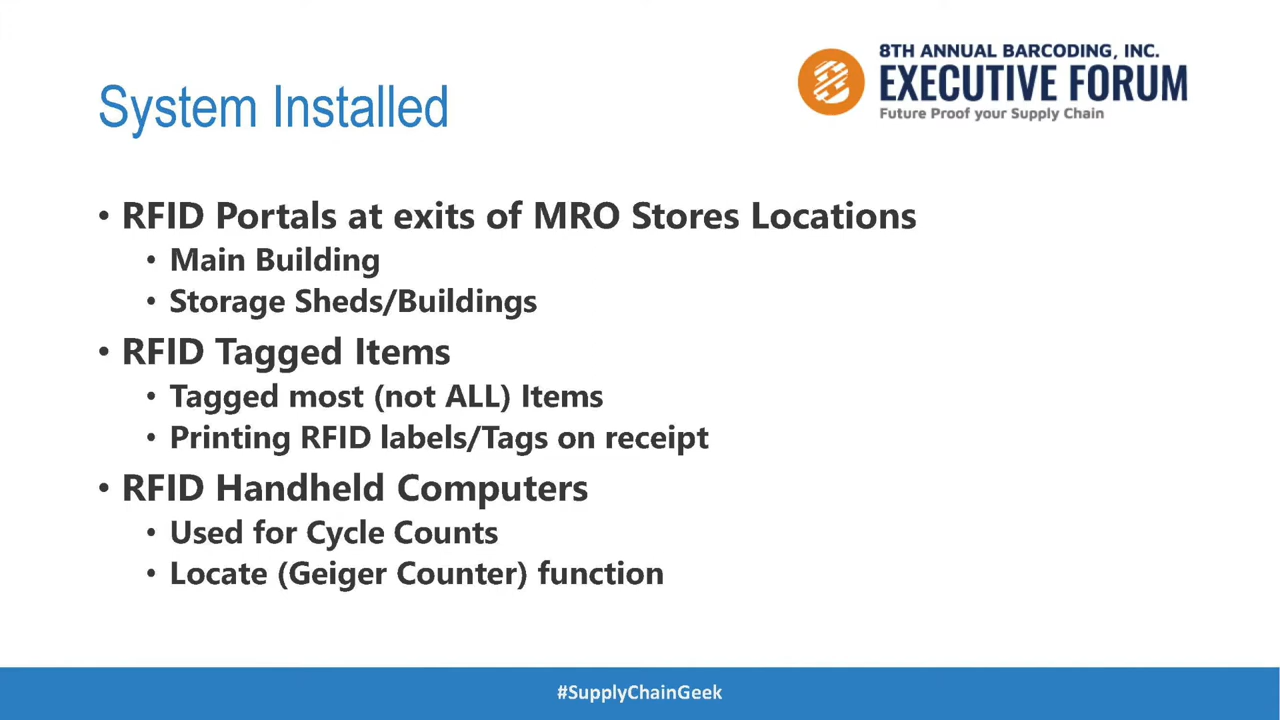 8TH ANNUAL BARCODING, INC.
EXECUTIVE FORUM
Future Proof your Supply Chain
System Installed
• RFID Portals at exits of MRO Stores Locations
• Main Building
• Storage Sheds/Buildings
• RFID Tagged Items
• Tagged most (not ALL) Items
• Printing RFID labels/Tags on receipt
• RFID Handheld Computers
• Used for Cycle Counts
• Locate (Geiger Counter) function
#SupplyChainGeek